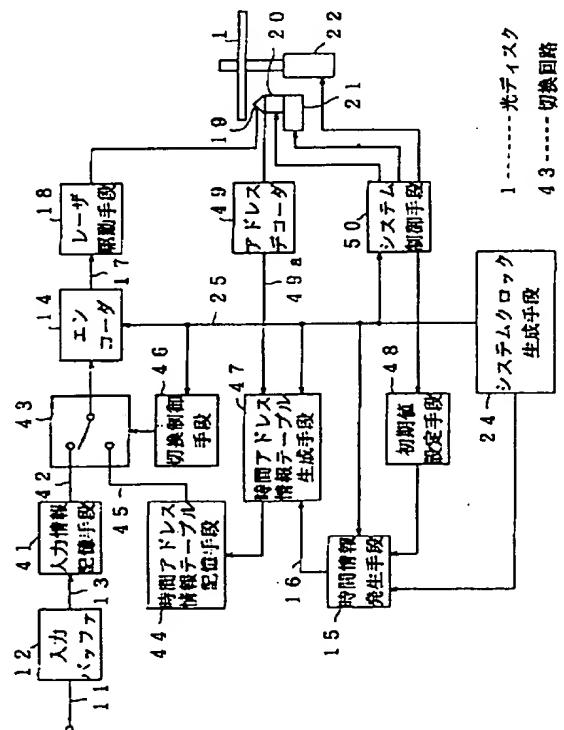 11
12
入力
バッファ
13
41
入力情報
記憶手段
42
43
14
エン
コーダ
17
18
レーザ
駆動手段
19
20
1
22
21
45
46
切換制御
手段
25
49
アドレス
デコーダ
49a
44
時間アドレス
情報テーブル
記憶手段
47
時間アドレス
情報テーブル
生成手段
50
システム
制御手段
15
時間情報
発生手段
16
48
初期値
設定手段
24
システムクロック
生成手段
1-------光ディスク
43-----切換回路